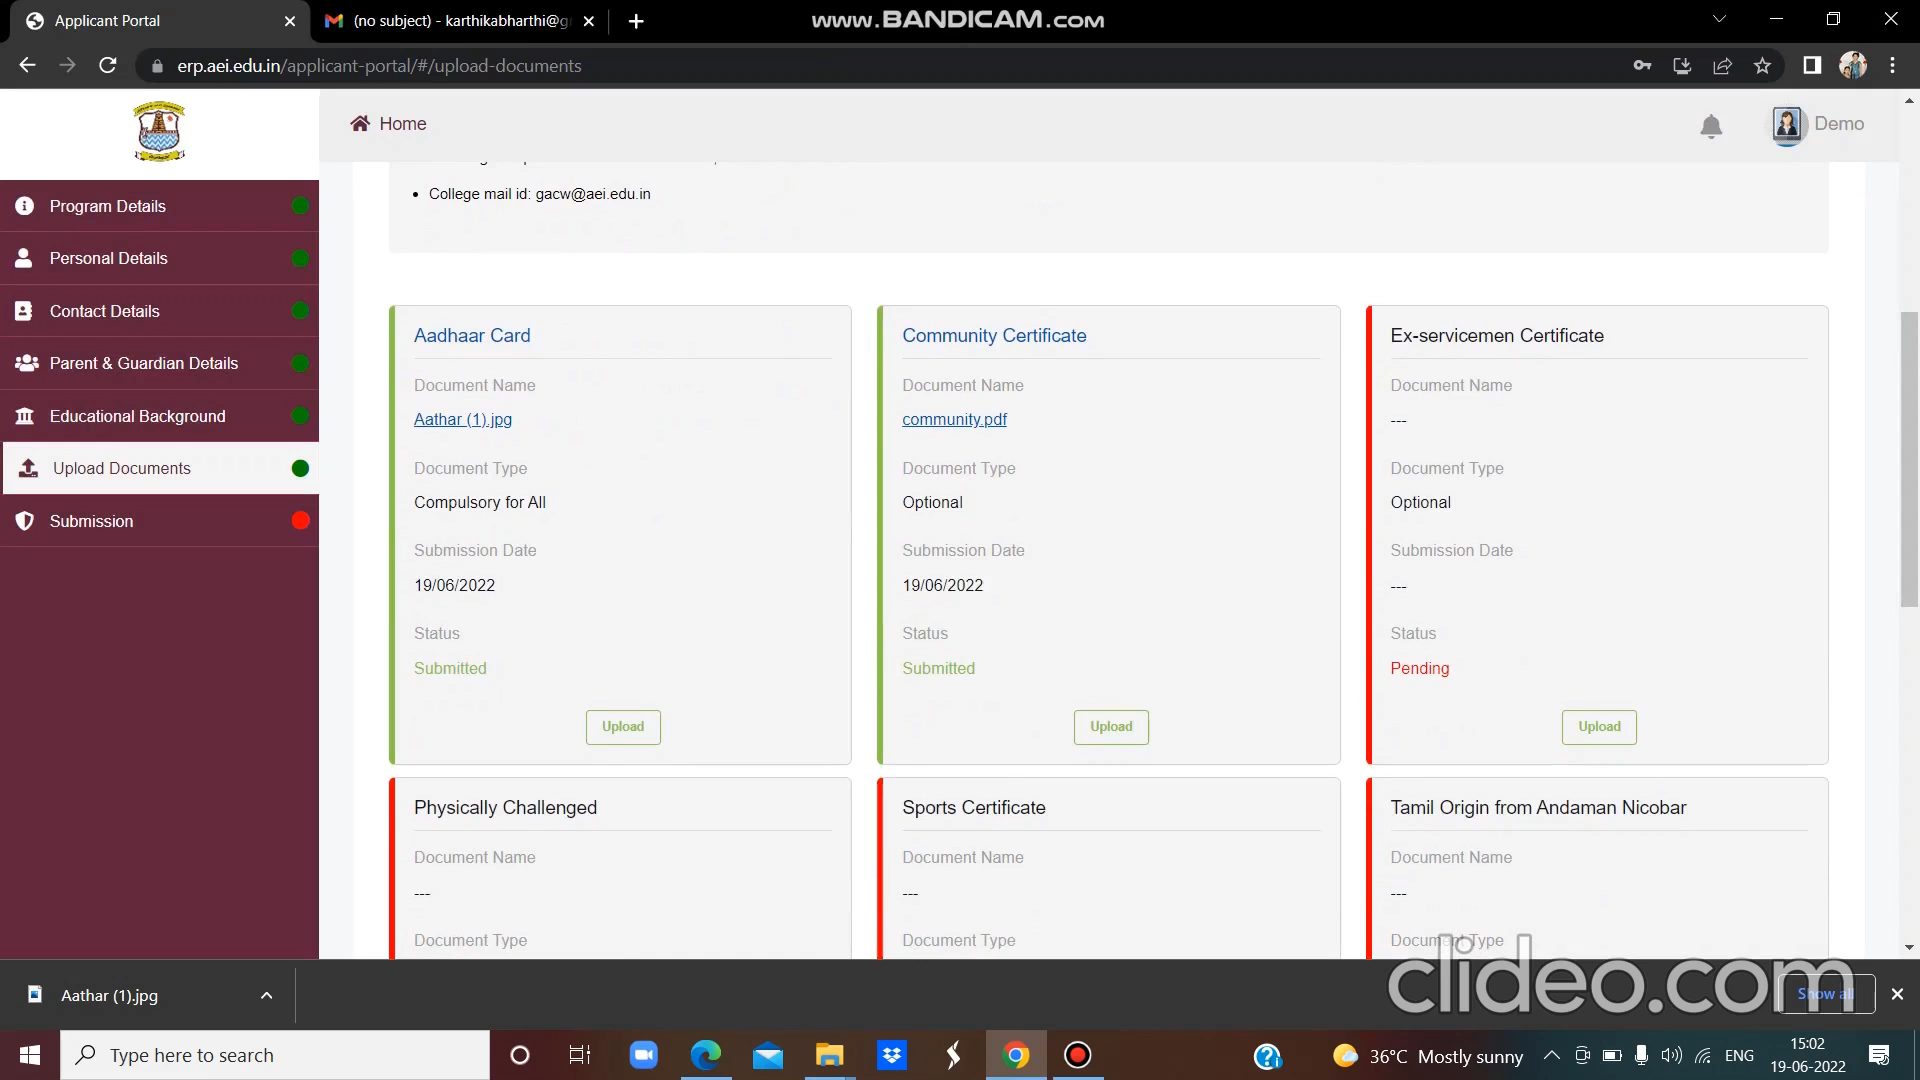 Applicant Portal
(no subject) - karthikabharthi@g
www.BANDICAM.com
erp.aei.edu.in/applicant-portal/#/upload-documents
Home
Demo
College mail id: gacw@aei.edu.in
Program Details
Personal Details
Contact Details
Parent & Guardian Details
Educational Background
Upload Documents
Submission
Aadhaar Card
Document Name
Aathar (1).jpg
Document Type
Compulsory for All
Submission Date
19/06/2022
Status
Submitted
Upload
Community Certificate
Document Name
community.pdf
Document Type
Optional
Submission Date
19/06/2022
Status
Submitted
Upload
Ex-servicemen Certificate
Document Name
---
Document Type
Optional
Submission Date
---
Status
Pending
Upload
Physically Challenged
Document Name
---
Document Type
Sports Certificate
Document Name
---
Document Type
Tamil Origin from Andaman Nicobar
Document Name
---
Document Type
clideo.com
Aathar (1).jpg
Show all
Type here to search
36°C Mostly sunny
ENG
15:02
19-06-2022